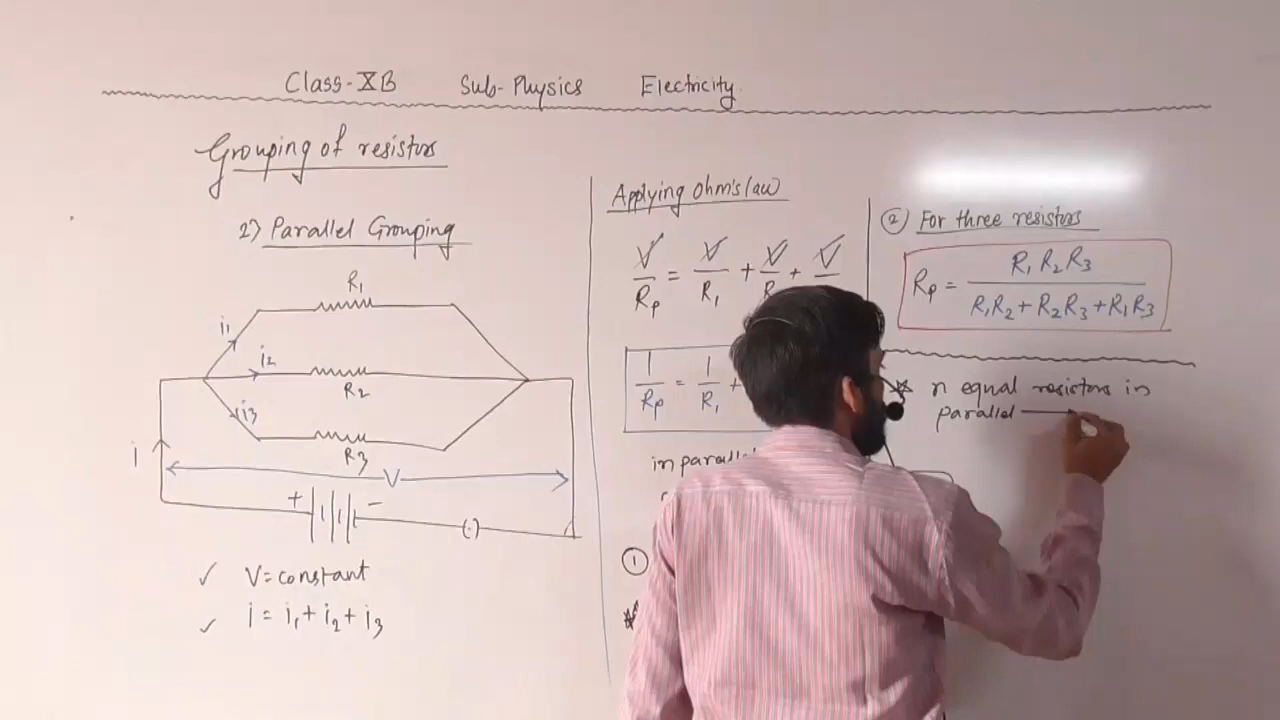 Class-XB Sub-Physics Electricity
Grouping of resistors
2) Parallel Grouping
R₁
i₁
i₂
R₂
i₃
R₃
i
V
+ −
(·)
✓ V=constant
✓ i = i₁+ i₂+ i₃
Applying Ohm's law
V/Rₚ = V/R₁ + V/R + V/
1/Rₚ = 1/R₁ +
in parallel
①
② For three resistors
Rₚ = R₁R₂R₃ / R₁R₂+R₂R₃+R₁R₃
n equal resistors in
parallel →